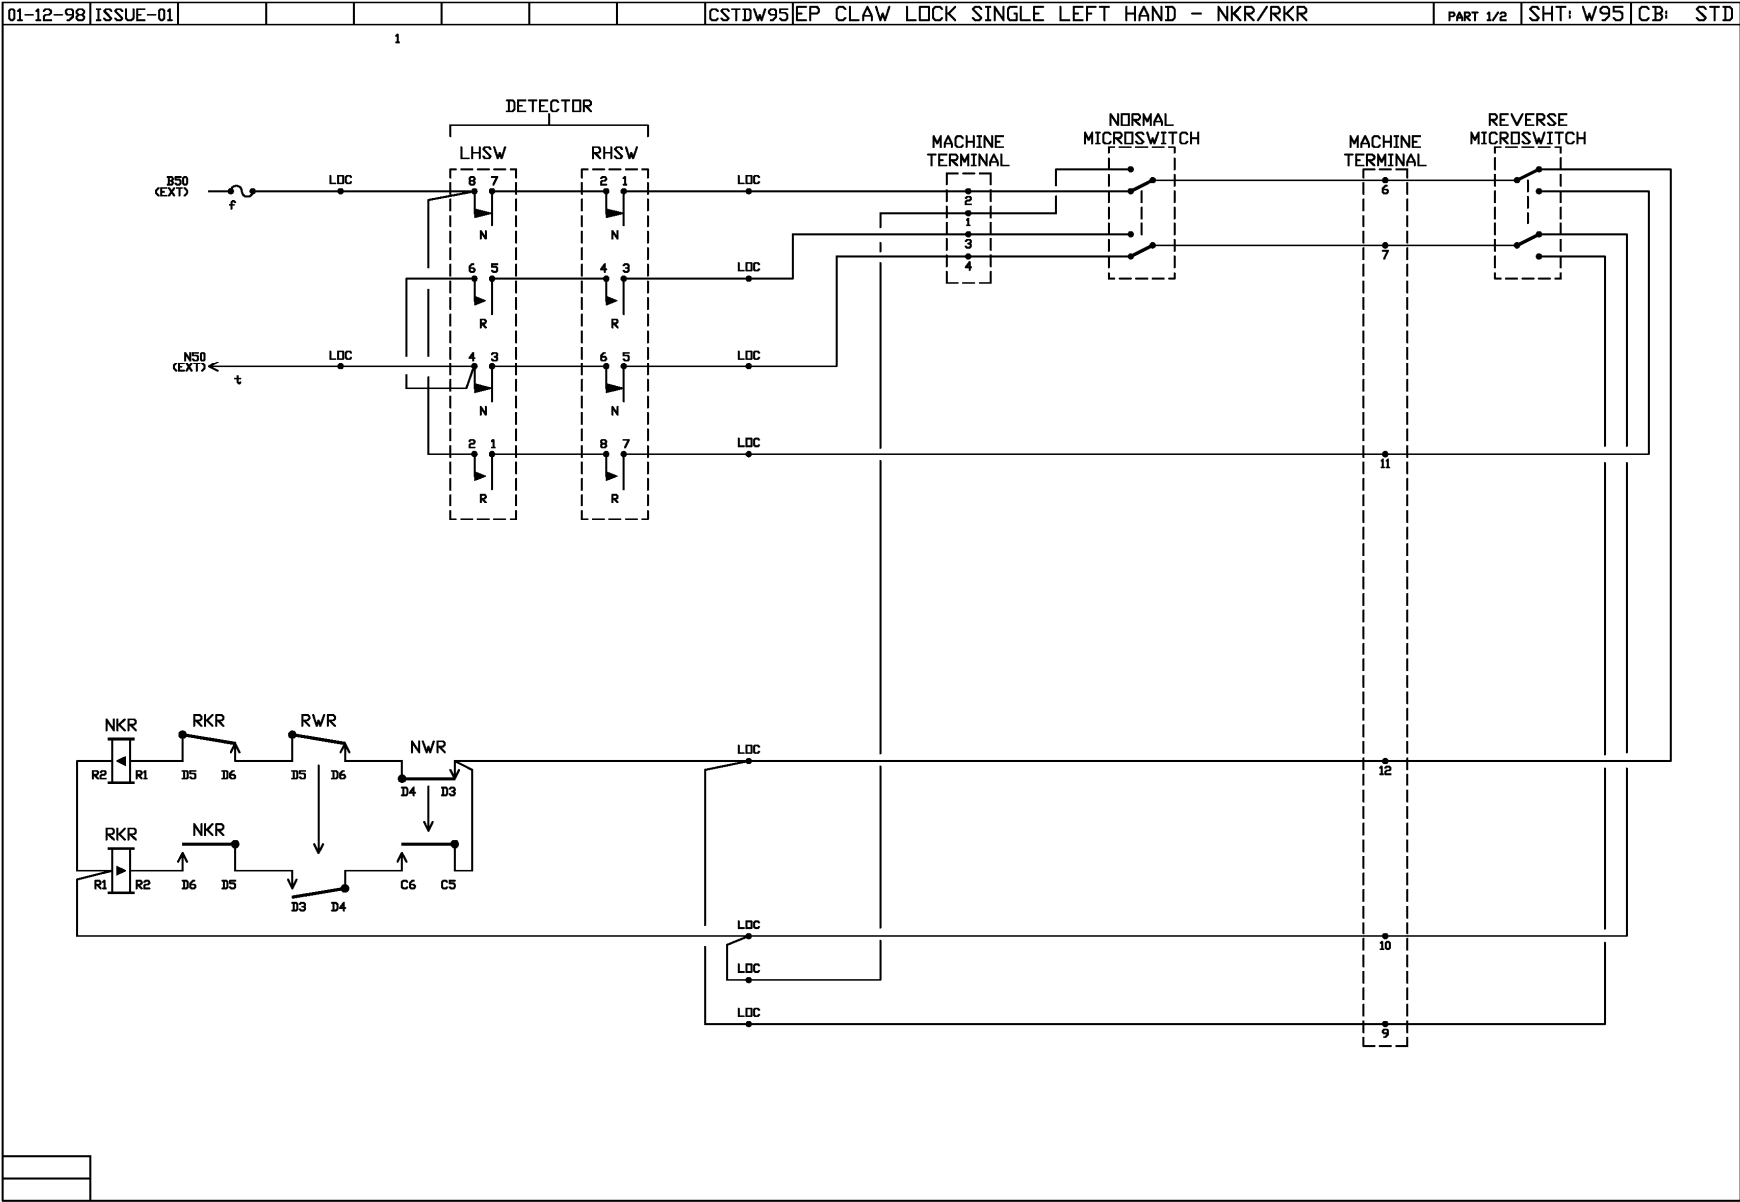 01-12-98 ISSUE-01 CSTDW95 EP CLAW LOCK SINGLE LEFT HAND - NKR/RKR PART 1/2 SHT: W95 CB: STD
1
DETECTOR
LHSW RHSW
MACHINE TERMINAL
NORMAL MICROSWITCH
MACHINE TERMINAL
REVERSE MICROSWITCH
B50 (EXT)
f
LOC
8 7
2 1
LOC
N N
2
1
3
4
6
7
6 5
4 3
LOC
R R
N50 (EXT)
t
LOC
4 3
6 5
LOC
N N
2 1
8 7
LOC
11
R R
NKR RKR RWR NWR
LOC
R2 R1 D5 D6 D5 D6
12
D4 D3
RKR NKR
R1 R2 D6 D5 C6 C5
D3 D4
LOC
10
LOC
LOC
9